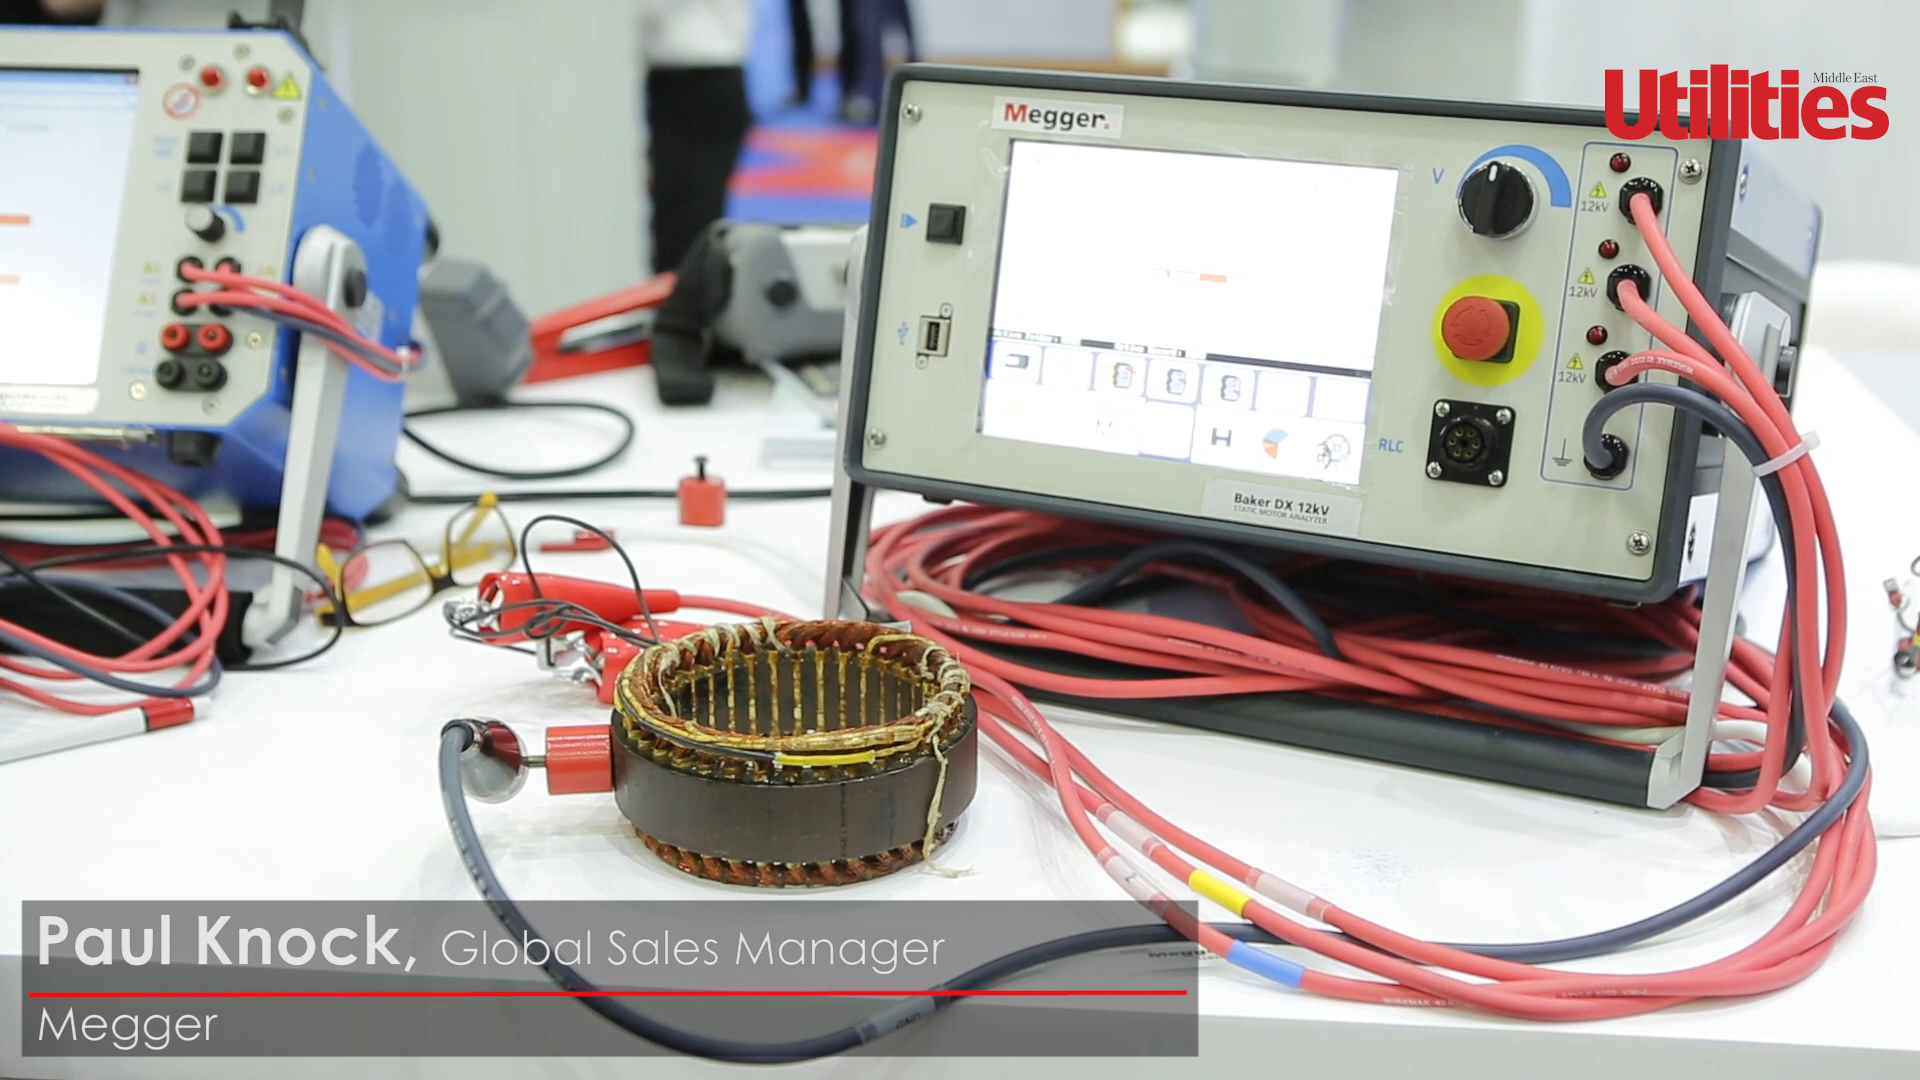 Middle East
Utilities
Megger.
V
12kV
12kV
12kV
RLC
Baker DX 12kV
STATIC MOTOR ANALYZER
GND
Paul Knock, Global Sales Manager
Megger